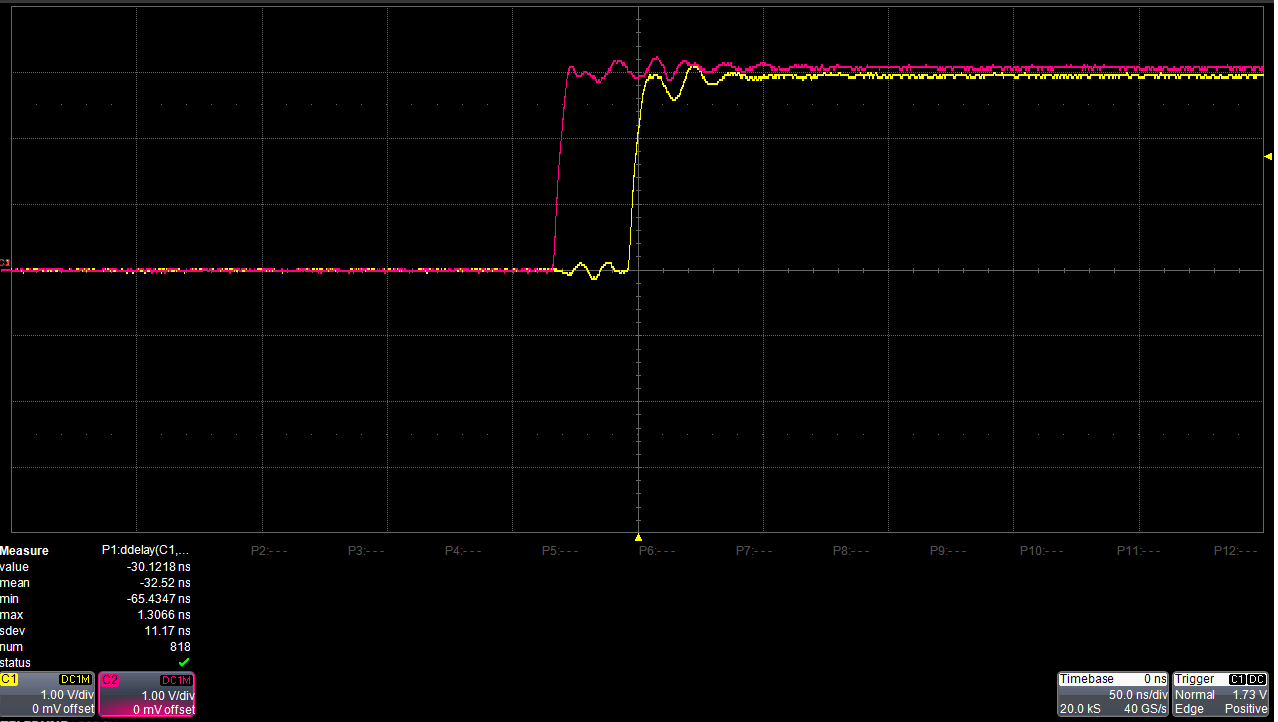 C1
Measure P1:ddelay(C1,... P2:- - - P3:- - - P4:- - - P5:- - - P6:- - - P7:- - - P8:- - - P9:- - - P10:- - - P11:- - - P12:- - -
value -30.1218 ns
mean -32.52 ns
min -65.4347 ns
max 1.3066 ns
sdev 11.17 ns
num 818
status
C1 DC1M C2 DC1M Timebase 0 ns Trigger C1 DC
1.00 V/div 1.00 V/div 50.0 ns/div Normal 1.73 V
0 mV offset 0 mV offset 20.0 kS 40 GS/s Edge Positive